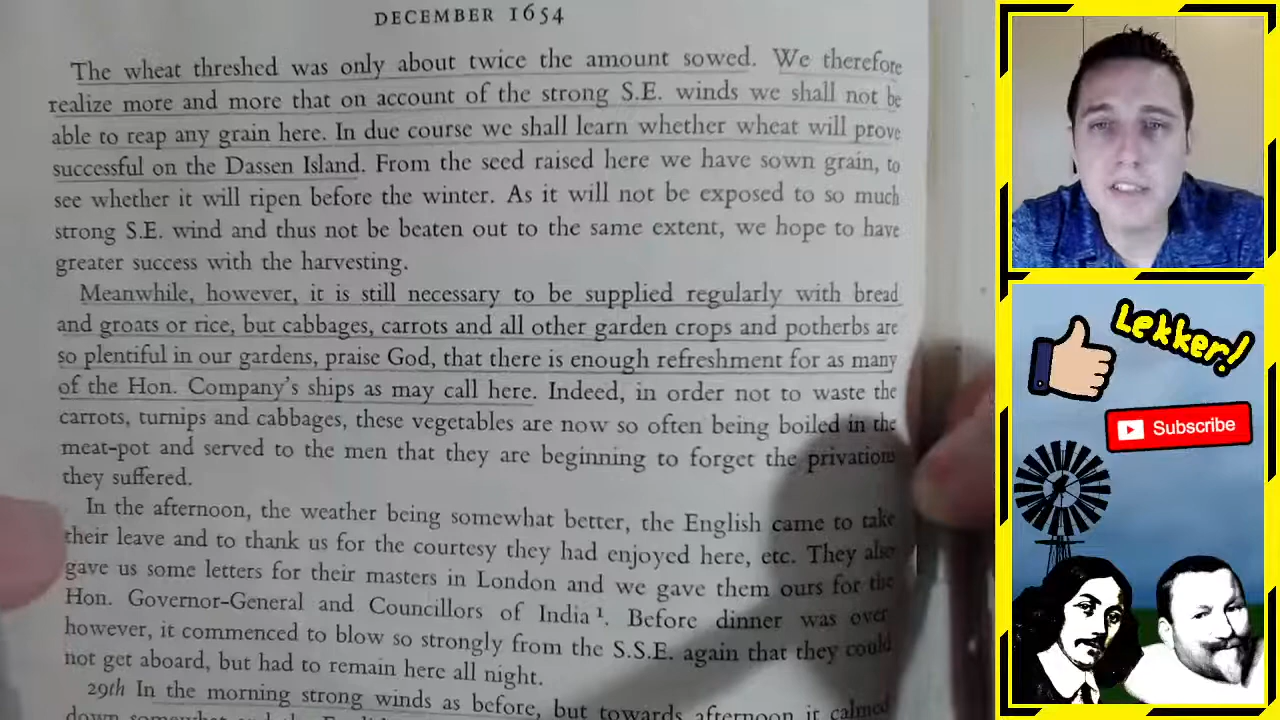 DECEMBER 1654
The wheat threshed was only about twice the amount sowed. We therefore
realize more and more that on account of the strong S.E. winds we shall not be
able to reap any grain here. In due course we shall learn whether wheat will prove
successful on the Dassen Island. From the seed raised here we have sown grain, to
see whether it will ripen before the winter. As it will not be exposed to so much
strong S.E. wind and thus not be beaten out to the same extent, we hope to have
greater success with the harvesting.
Meanwhile, however, it is still necessary to be supplied regularly with bread
and groats or rice, but cabbages, carrots and all other garden crops and potherbs are
so plentiful in our gardens, praise God, that there is enough refreshment for as many
of the Hon. Company's ships as may call here. Indeed, in order not to waste the
carrots, turnips and cabbages, these vegetables are now so often being boiled in the
meat-pot and served to the men that they are beginning to forget the privations
they suffered.
In the afternoon, the weather being somewhat better, the English came to take
their leave and to thank us for the courtesy they had enjoyed here, etc. They also
gave us some letters for their masters in London and we gave them ours for the
Hon. Governor-General and Councillors of India ¹. Before dinner was over
however, it commenced to blow so strongly from the S.S.E. again that they could
not get aboard, but had to remain here all night.
29th In the morning strong winds as before, but towards afternoon it calmed
down somewhat and the
Lekker!
Subscribe